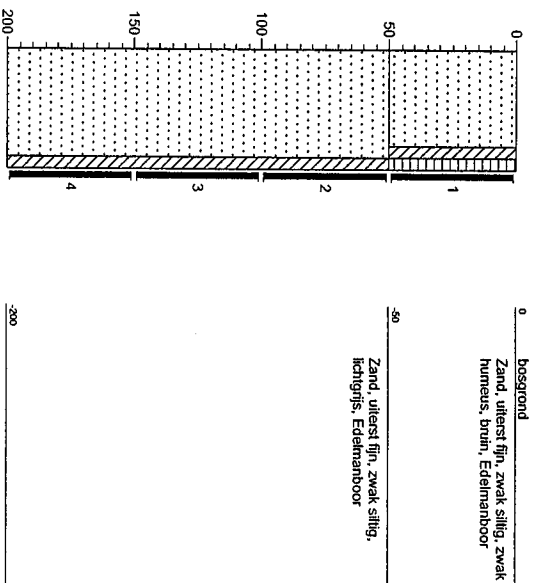 0
50
100
150
200
1
2
3
4
0
bosgrond
Zand, uiterst fijn, zwak siltig, zwak
humeus, bruin, Edelmanboor
-50
Zand, uiterst fijn, zwak siltig,
lichtgrijs, Edelmanboor
-200